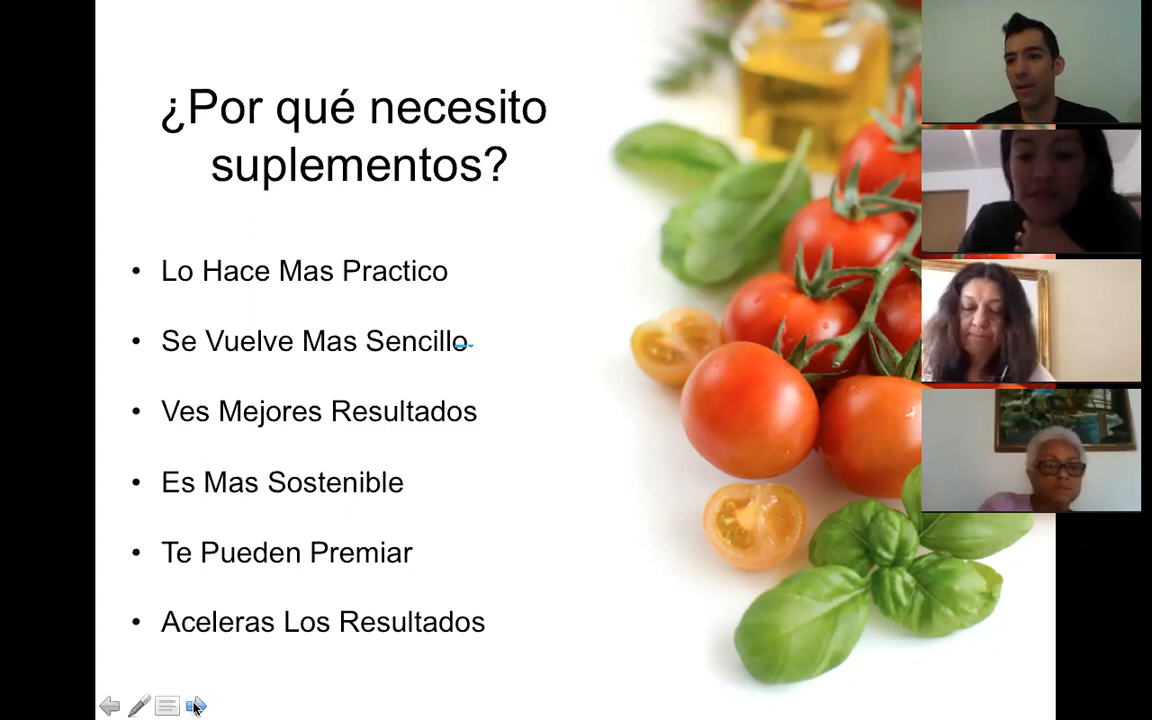 ¿Por qué necesito
suplementos?
• Lo Hace Mas Practico
• Se Vuelve Mas Sencillo
• Ves Mejores Resultados
• Es Mas Sostenible
• Te Pueden Premiar
• Aceleras Los Resultados